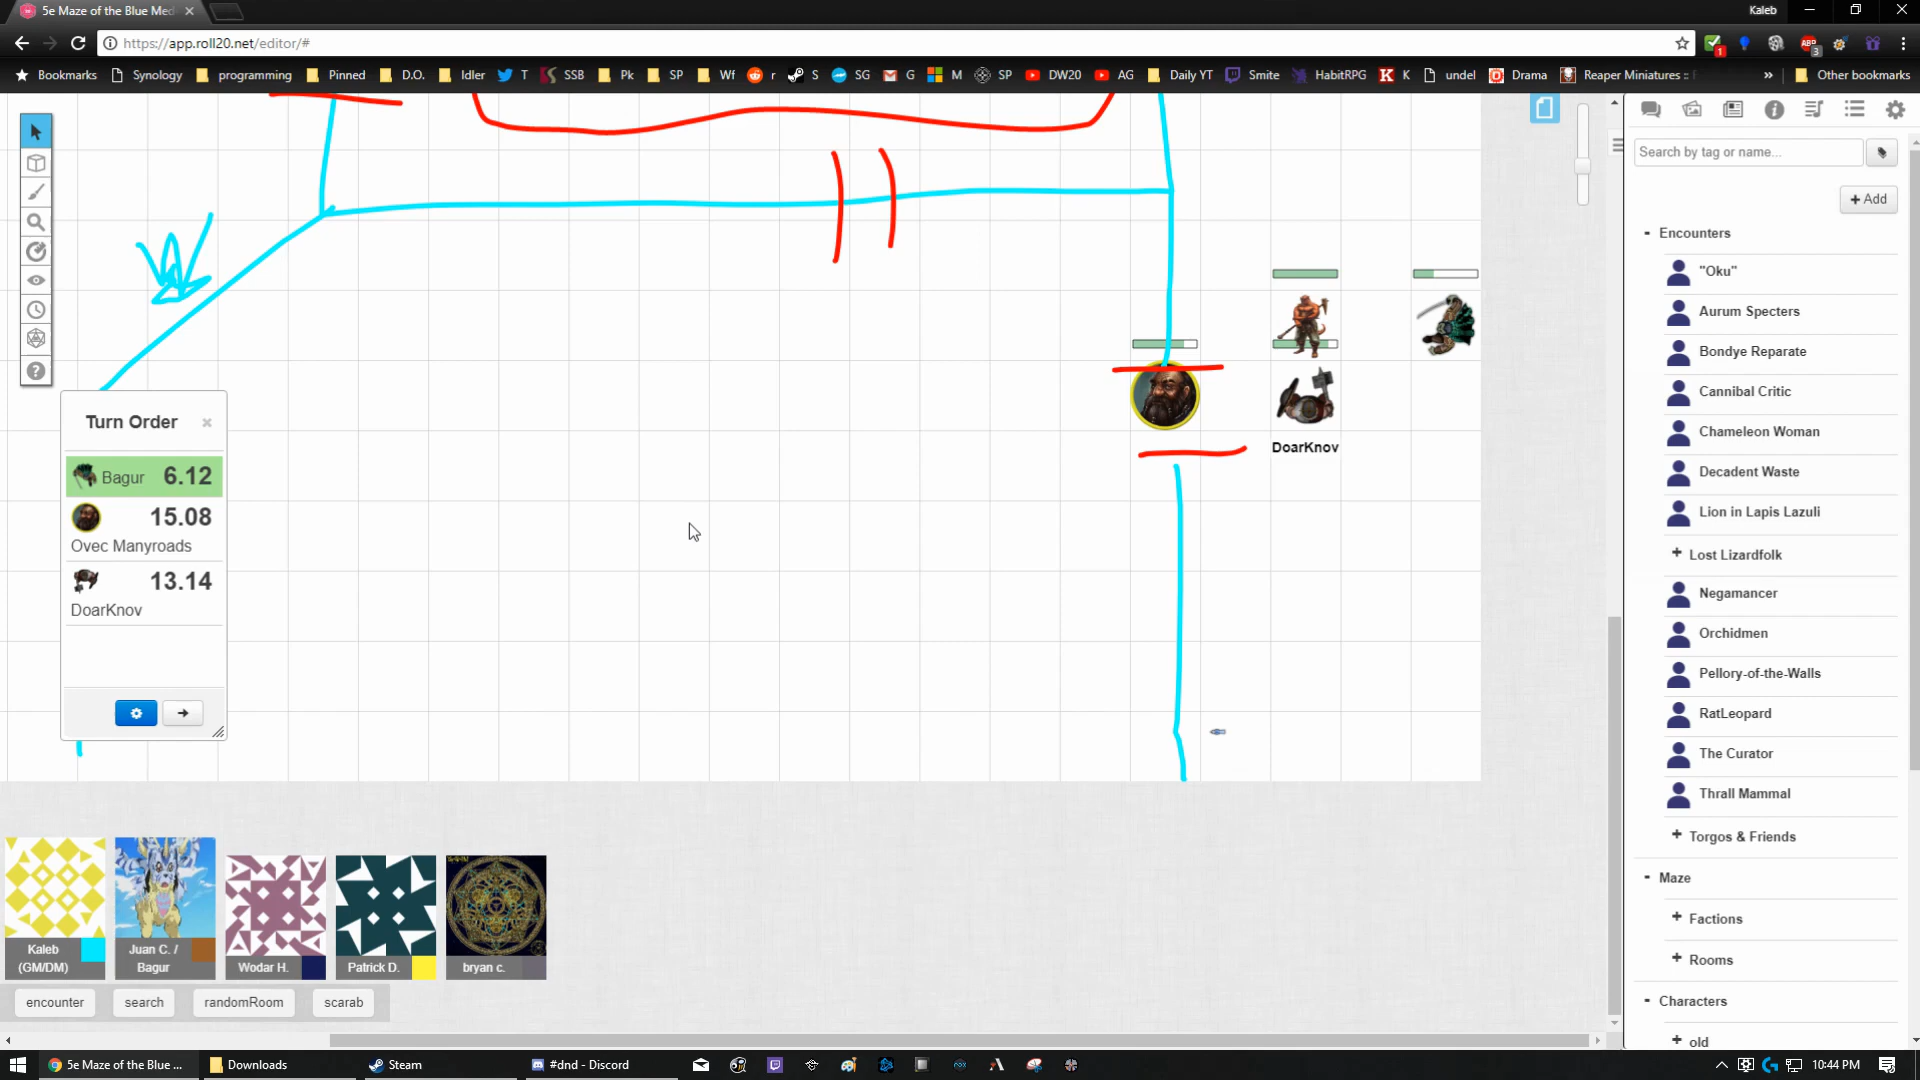 5e Maze of the Blue Med
Kaleb
https://app.roll20.net/editor/#
Bookmarks Synology programming Pinned D.O. Idler T SSB Pk SP Wf r S SG G M SP DW20 AG Daily YT Smite HabitRPG K undel Drama Reaper Miniatures :: » Other bookmarks
Search by tag or name...
+ Add
Encounters
"Oku"
Aurum Specters
Bondye Reparate
Cannibal Critic
Chameleon Woman
Decadent Waste
Lion in Lapis Lazuli
Lost Lizardfolk
Negamancer
Orchidmen
Pellory-of-the-Walls
RatLeopard
The Curator
Thrall Mammal
Torgos & Friends
Maze
Factions
Rooms
Characters
old
DoarKnov
Turn Order ×
Bagur 6.12
15.08
Ovec Manyroads
13.14
DoarKnov
Kaleb
(GM/DM)
Juan C. /
Bagur
Wodar H.
Patrick D.
bryan c.
encounter search randomRoom scarab
5e Maze of the Blue ... Downloads Steam #dnd - Discord 10:44 PM